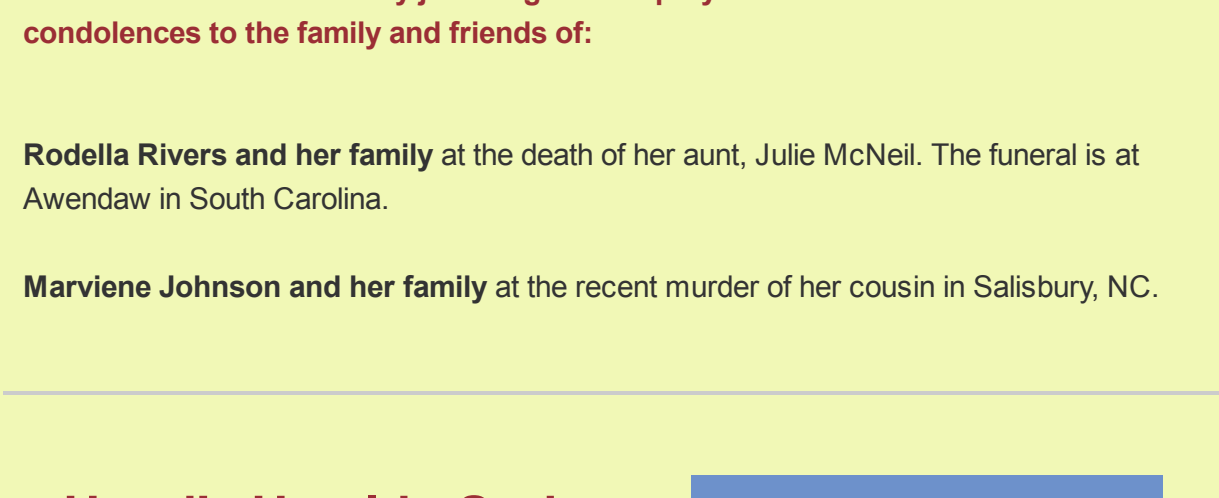 condolences to the family and friends of:
Rodella Rivers and her family at the death of her aunt, Julie McNeil. The funeral is at
Awendaw in South Carolina.
Marviene Johnson and her family at the recent murder of her cousin in Salisbury, NC.